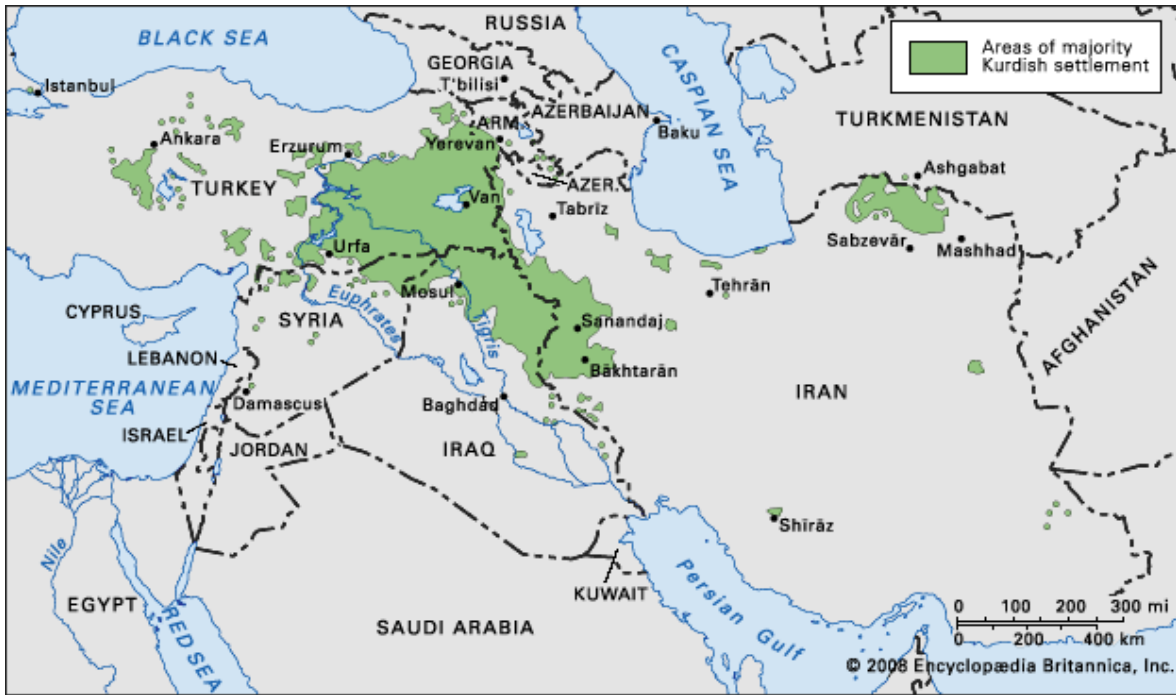 RUSSIA
BLACK SEA
GEORGIA
T'bilisi
CASPIAN SEA
Areas of majority
Kurdish settlement
Istanbul
AZERBAIJAN
ARM.
Baku
TURKMENISTAN
Ankara
Erzurum
Yerevan
TURKEY
AZER.
Ashgabat
Van
Tabrīz
Urfa
Sabzevār
Mashhad
Mosul
Tehrān
CYPRUS
SYRIA
Euphrates
Tigris
Sanandaj
AFGHANISTAN
LEBANON
Bākhtarān
MEDITERRANEAN
SEA
Damascus
Baghdād
IRAN
ISRAEL
JORDAN
IRAQ
Shīrāz
Nile
KUWAIT
EGYPT
RED SEA
SAUDI ARABIA
Persian Gulf
0 100 200 300 mi
0 200 400 km
© 2008 Encyclopædia Britannica, Inc.